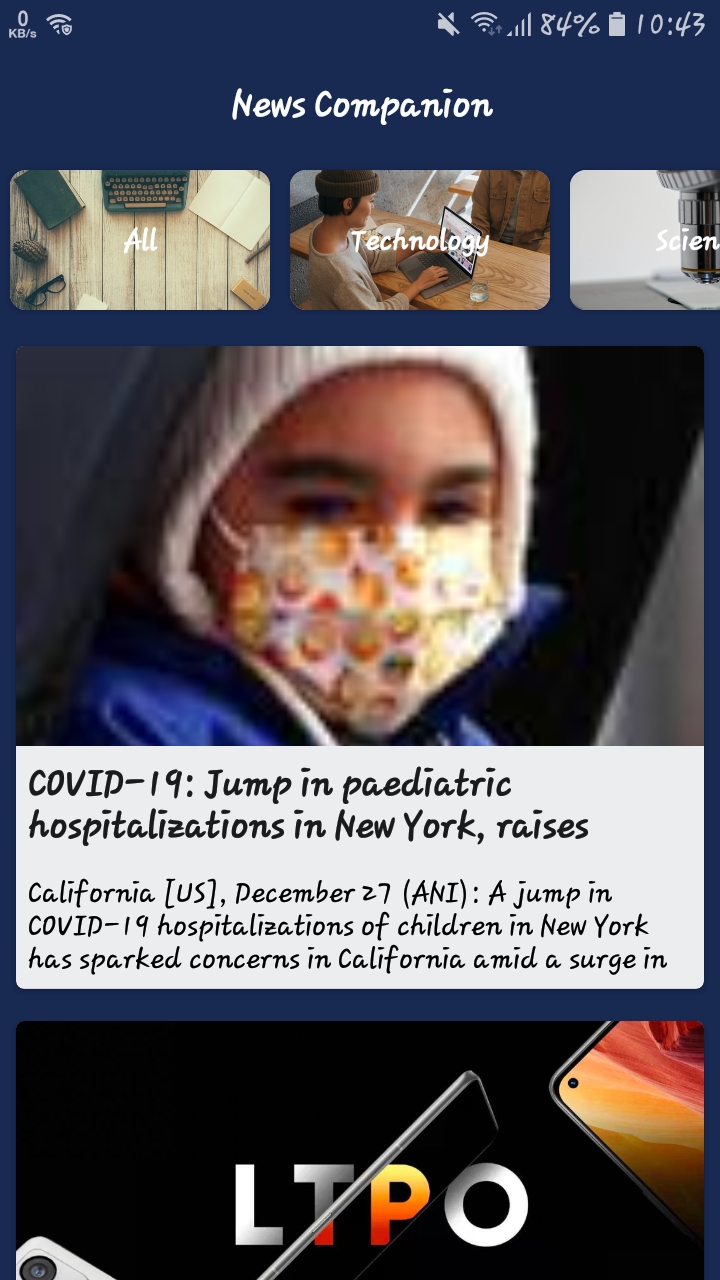 0
KB/s
84% 10:43
News Companion
All
Technology
Scien
COVID-19: Jump in paediatric
hospitalizations in New York, raises
California [US], December 27 (ANI): A jump in
COVID-19 hospitalizations of children in New York
has sparked concerns in California amid a surge in
LTPO